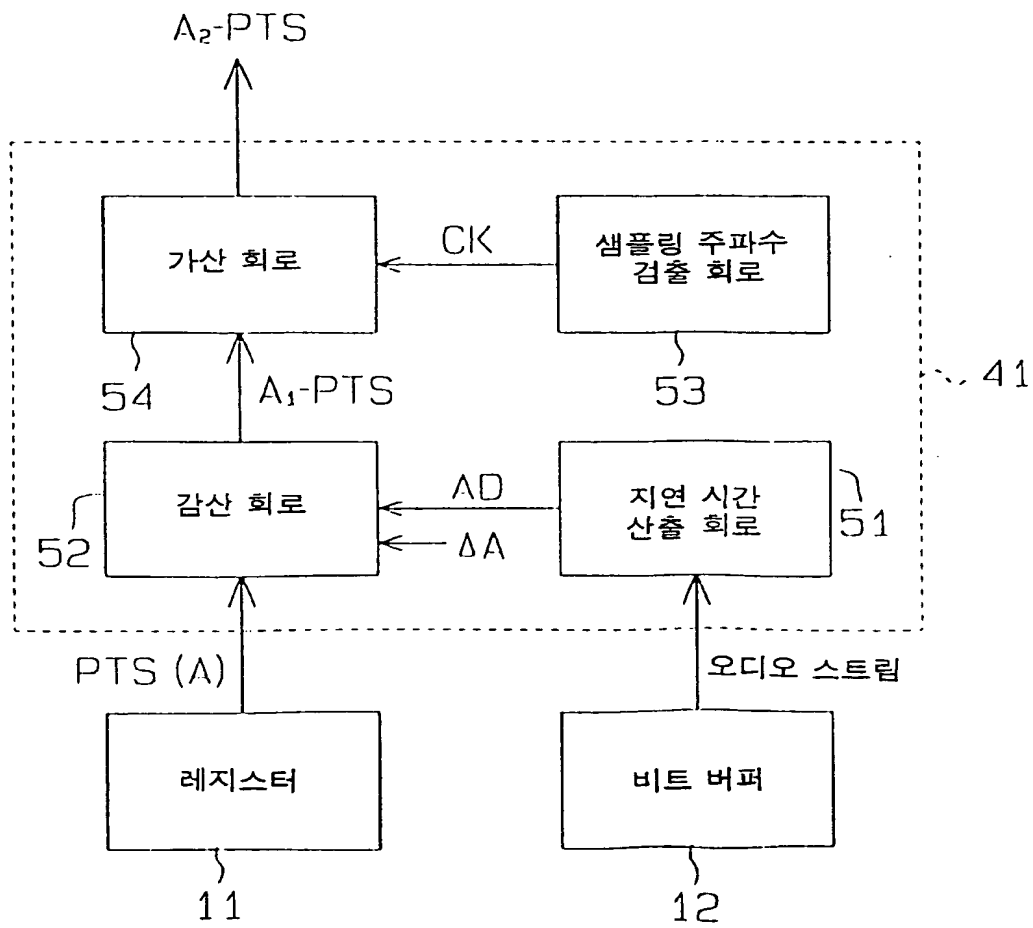 A₂-PTS
가산 회로
CK
샘플링 주파수
검출 회로
54
A₁-PTS
53
41
감산 회로
AD
ΔA
지연 시간
산출 회로
52
51
PTS (A)
오디오 스트림
레지스터
비트 버퍼
11
12